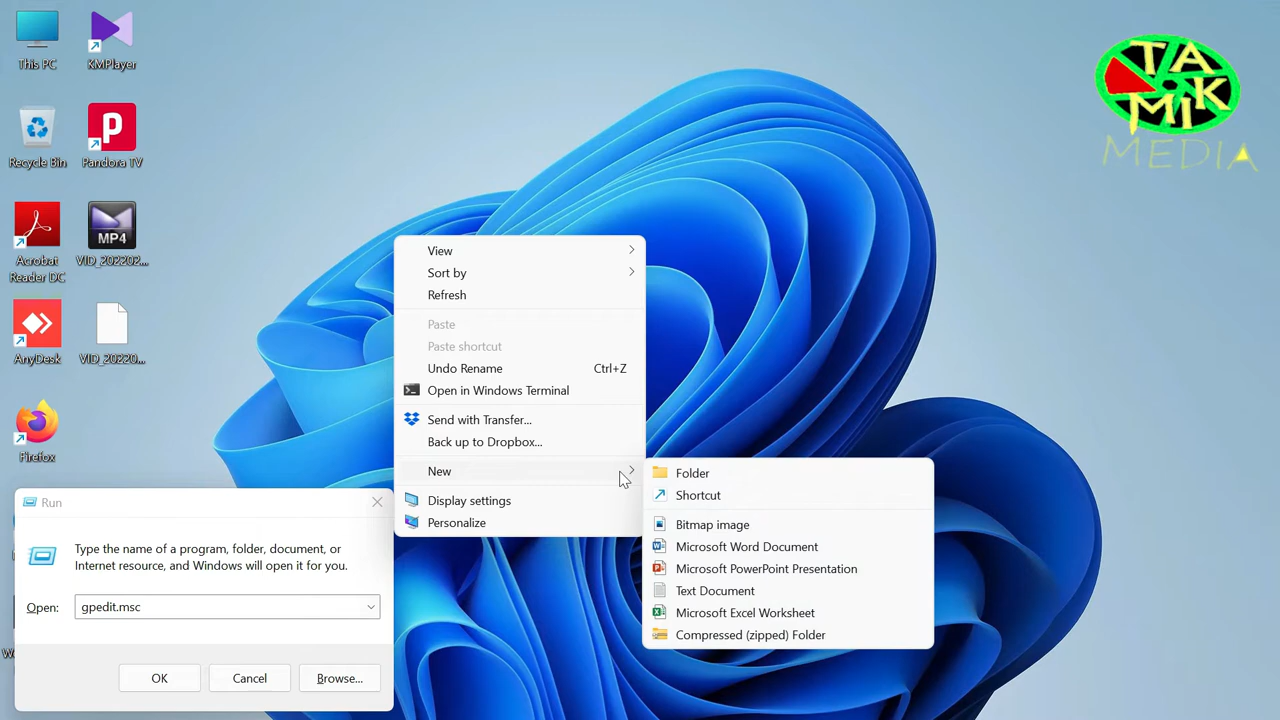 This PC
KMPlayer
Recycle Bin
P
Pandora TV
Acrobat
Reader DC
MP4
VID_202202...
AnyDesk
VID_20220...
Firefox
TAMIK
MEDIA
View
Sort by
Refresh
Paste
Paste shortcut
Undo Rename Ctrl+Z
Open in Windows Terminal
Send with Transfer...
Back up to Dropbox...
New
Display settings
Personalize
Folder
Shortcut
Bitmap image
Microsoft Word Document
Microsoft PowerPoint Presentation
Text Document
Microsoft Excel Worksheet
Compressed (zipped) Folder
Run
Type the name of a program, folder, document, or
Internet resource, and Windows will open it for you.
Open: gpedit.msc
OK Cancel Browse...